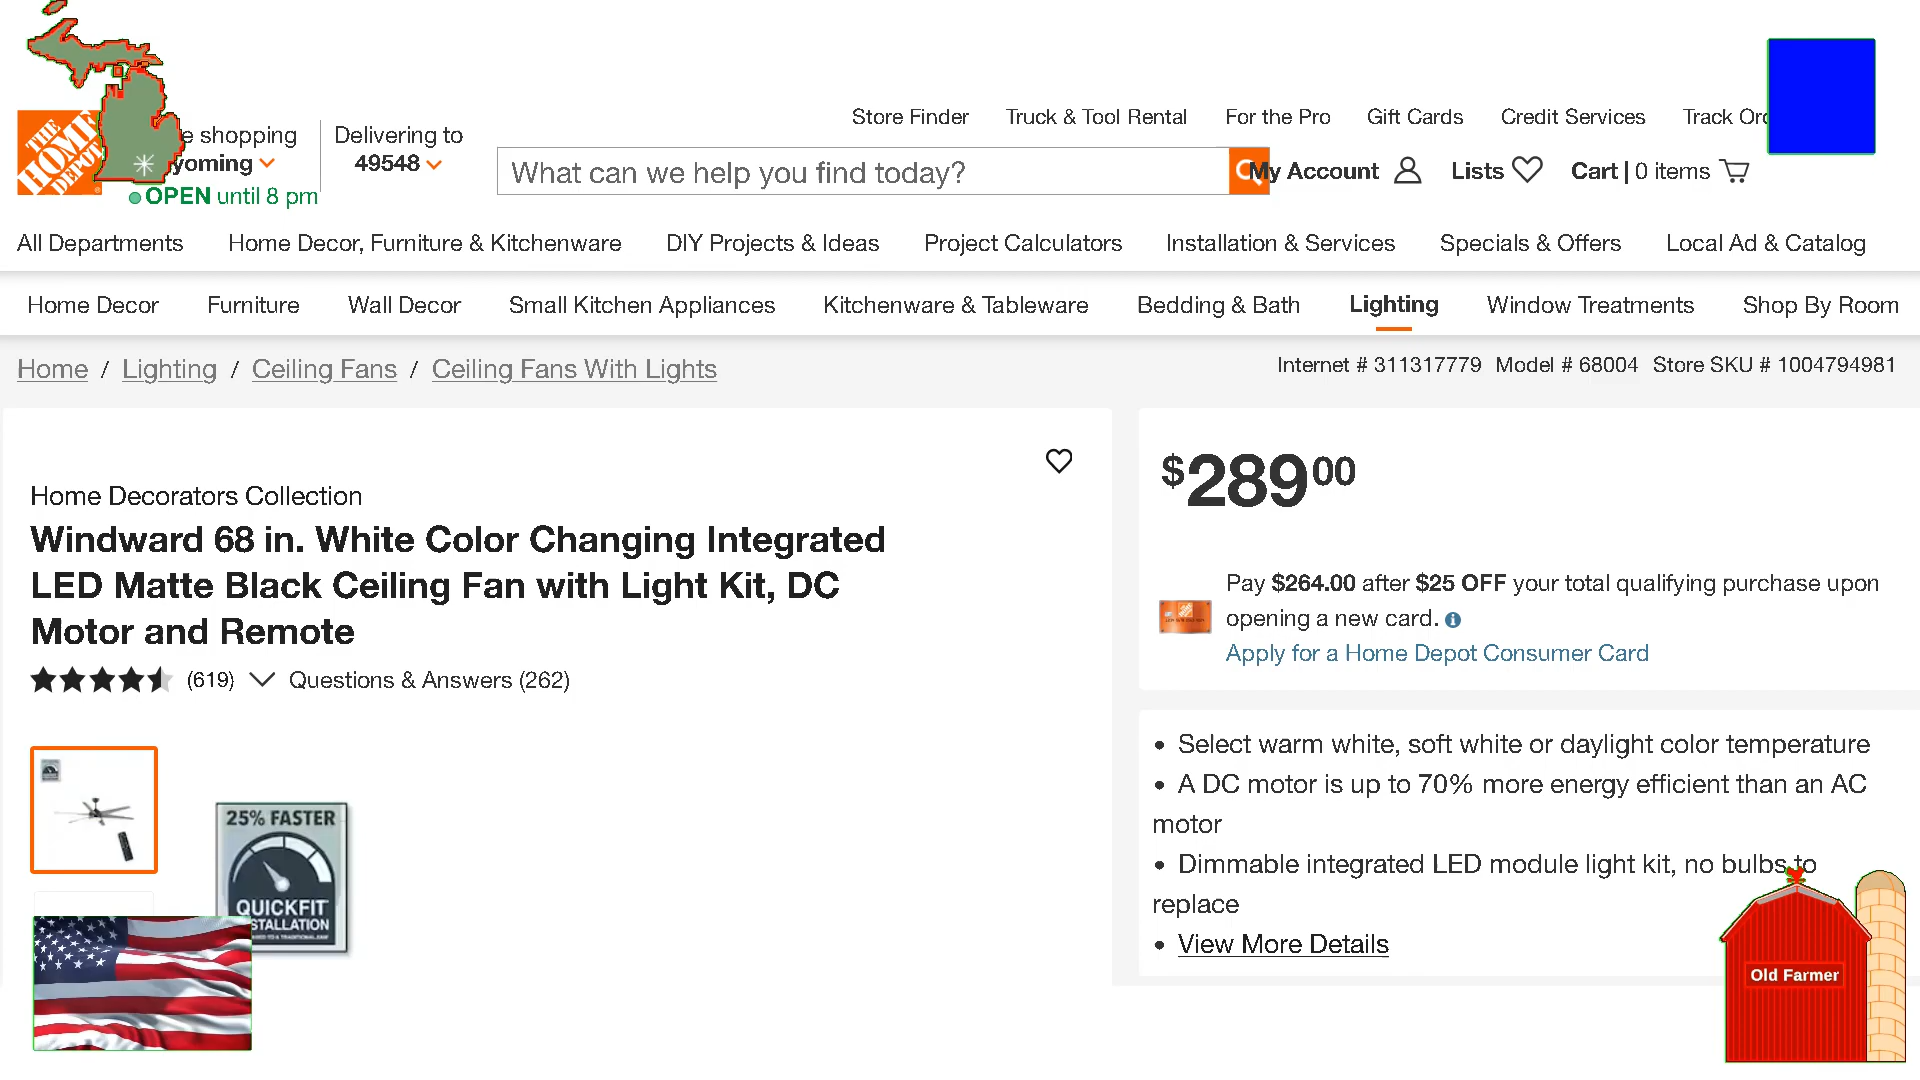 Store Finder Truck & Tool Rental For the Pro Gift Cards Credit Services Track Ord
THE HOME DEPOT
e shopping
yoming
OPEN until 8 pm
Delivering to
49548
What can we help you find today?
My Account Lists Cart | 0 items
All Departments Home Decor, Furniture & Kitchenware DIY Projects & Ideas Project Calculators Installation & Services Specials & Offers Local Ad & Catalog
Home Decor Furniture Wall Decor Small Kitchen Appliances Kitchenware & Tableware Bedding & Bath Lighting Window Treatments Shop By Room
Home / Lighting / Ceiling Fans / Ceiling Fans With Lights
Internet # 311317779 Model # 68004 Store SKU # 1004794981
Home Decorators Collection
Windward 68 in. White Color Changing Integrated
LED Matte Black Ceiling Fan with Light Kit, DC
Motor and Remote
(619) Questions & Answers (262)
25% FASTER
QUICKFIT
STALLATION
$289 00
Pay $264.00 after $25 OFF your total qualifying purchase upon
opening a new card.
Apply for a Home Depot Consumer Card
• Select warm white, soft white or daylight color temperature
• A DC motor is up to 70% more energy efficient than an AC
motor
• Dimmable integrated LED module light kit, no bulbs to
replace
• View More Details
Old Farmer